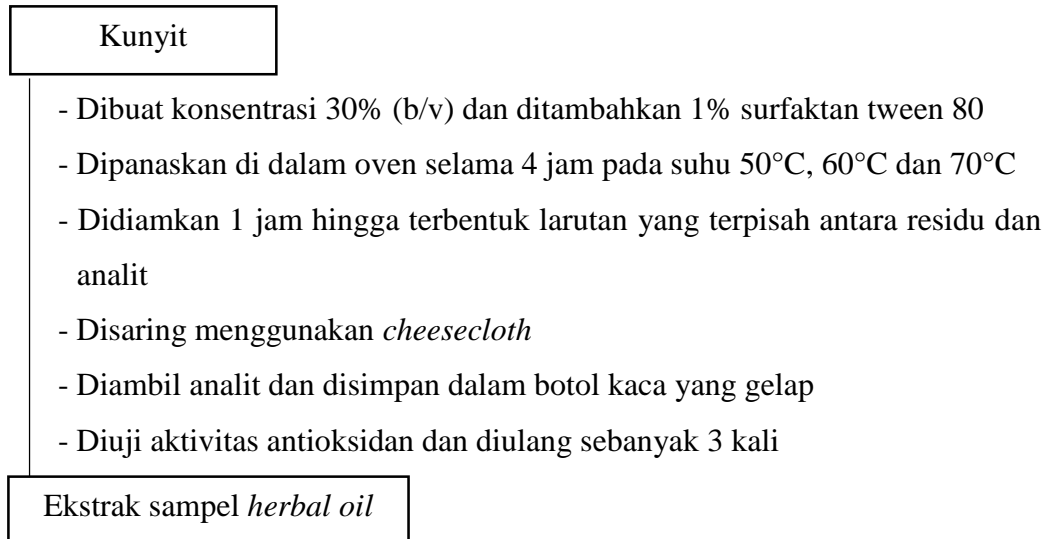 Kunyit
- Dibuat konsentrasi 30% (b/v) dan ditambahkan 1% surfaktan tween 80
- Dipanaskan di dalam oven selama 4 jam pada suhu 50°C, 60°C dan 70°C
- Didiamkan 1 jam hingga terbentuk larutan yang terpisah antara residu dan
analit
- Disaring menggunakan cheesecloth
- Diambil analit dan disimpan dalam botol kaca yang gelap
- Diuji aktivitas antioksidan dan diulang sebanyak 3 kali
Ekstrak sampel herbal oil